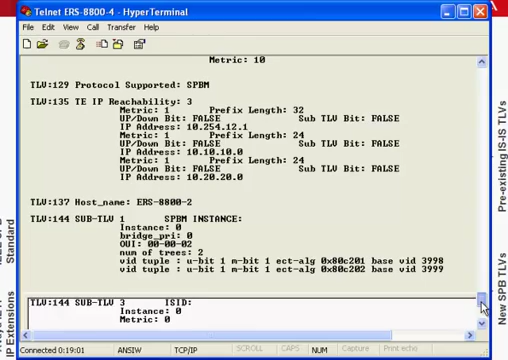 Telnet ERS-8800-4 - HyperTerminal
File Edit View Call Transfer Help
Metric: 10
TLV:129 Protocol Supported: SPBM
TLV:135 TE IP Reachability: 3
Metric: 1 Prefix Length: 32
UP/Down Bit: FALSE Sub TLV Bit: FALSE
IP Address: 10.254.12.1
Metric: 1 Prefix Length: 24
UP/Down Bit: FALSE Sub TLV Bit: FALSE
IP Address: 10.10.10.0
Metric: 1 Prefix Length: 24
UP/Down Bit: FALSE Sub TLV Bit: FALSE
IP Address: 10.20.20.0
TLV:137 Host_name: ERS-8800-2
TLV:144 SUB-TLV 1 SPBM INSTANCE:
Instance: 0
bridge_pri: 0
OUI: 00-00-02
num of trees: 2
vid tuple : u-bit 1 m-bit 1 ect-alg 0x80c201 base vid 3998
vid tuple : u-bit 1 m-bit 1 ect-alg 0x80c202 base vid 3999
TLV:144 SUB-TLV 3 ISID:
Instance: 0
Metric: 0
Connected 0:19:01 ANSIW TCP/IP SCROLL CAPS NUM Capture Print echo
Standard
IP Extensions
Pre-existing IS-IS TLVs
New SPB TLVs